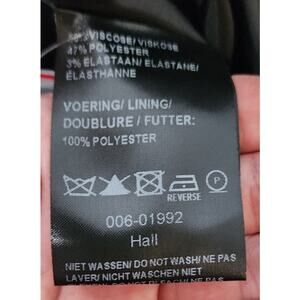 50% VISCOSE/ VISKOSE
47% POLYESTER
3% ELASTAAN/ ELASTANE/
ÉLASTHANNE
VOERING/ LINING/
DOUBLURE / FUTTER:
100% POLYESTER
P
REVERSE
006-01992
Hall
NIET WASSEN/ DO NOT WASH/ NE PAS
LAVER/ NICHT WASCHEN NIET